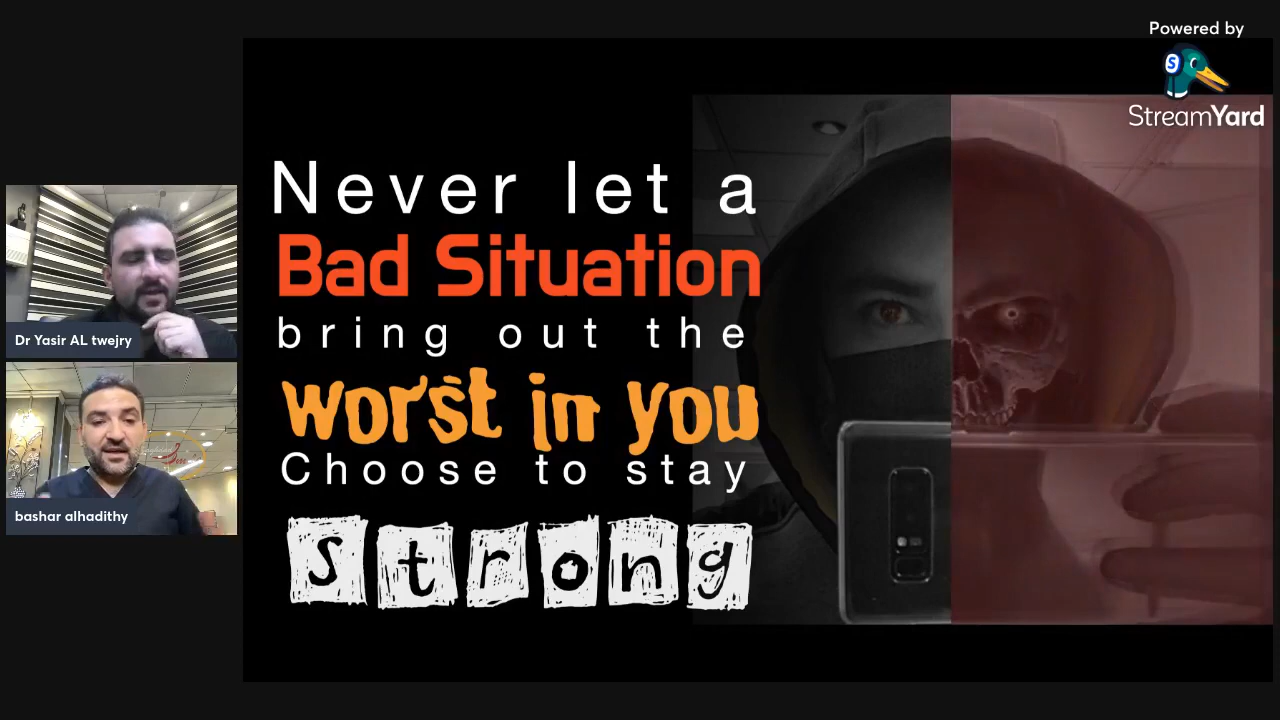 Powered by
StreamYard
Never let a
Bad Situation
bring out the
worst in you
Choose to stay
Strong
Dr Yasir AL twejry
bashar alhadithy